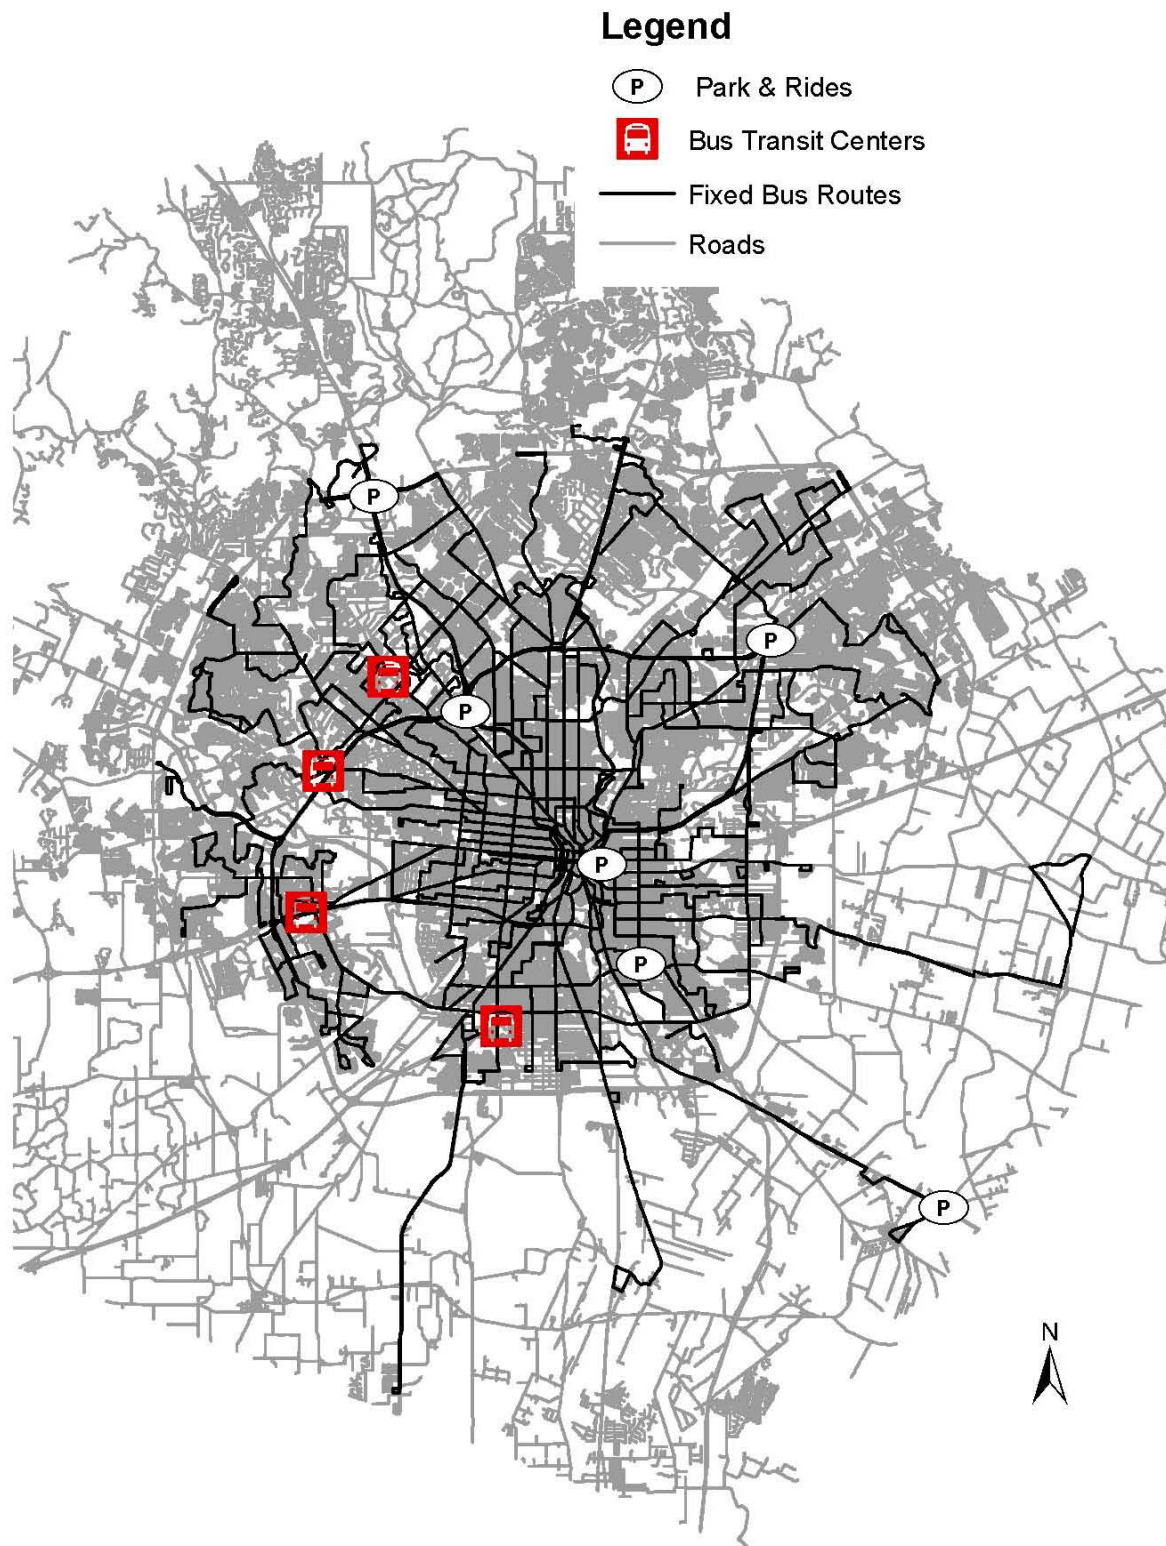 Legend
P Park & Rides
Bus Transit Centers
Fixed Bus Routes
Roads
P
P
P
P
P
P
N